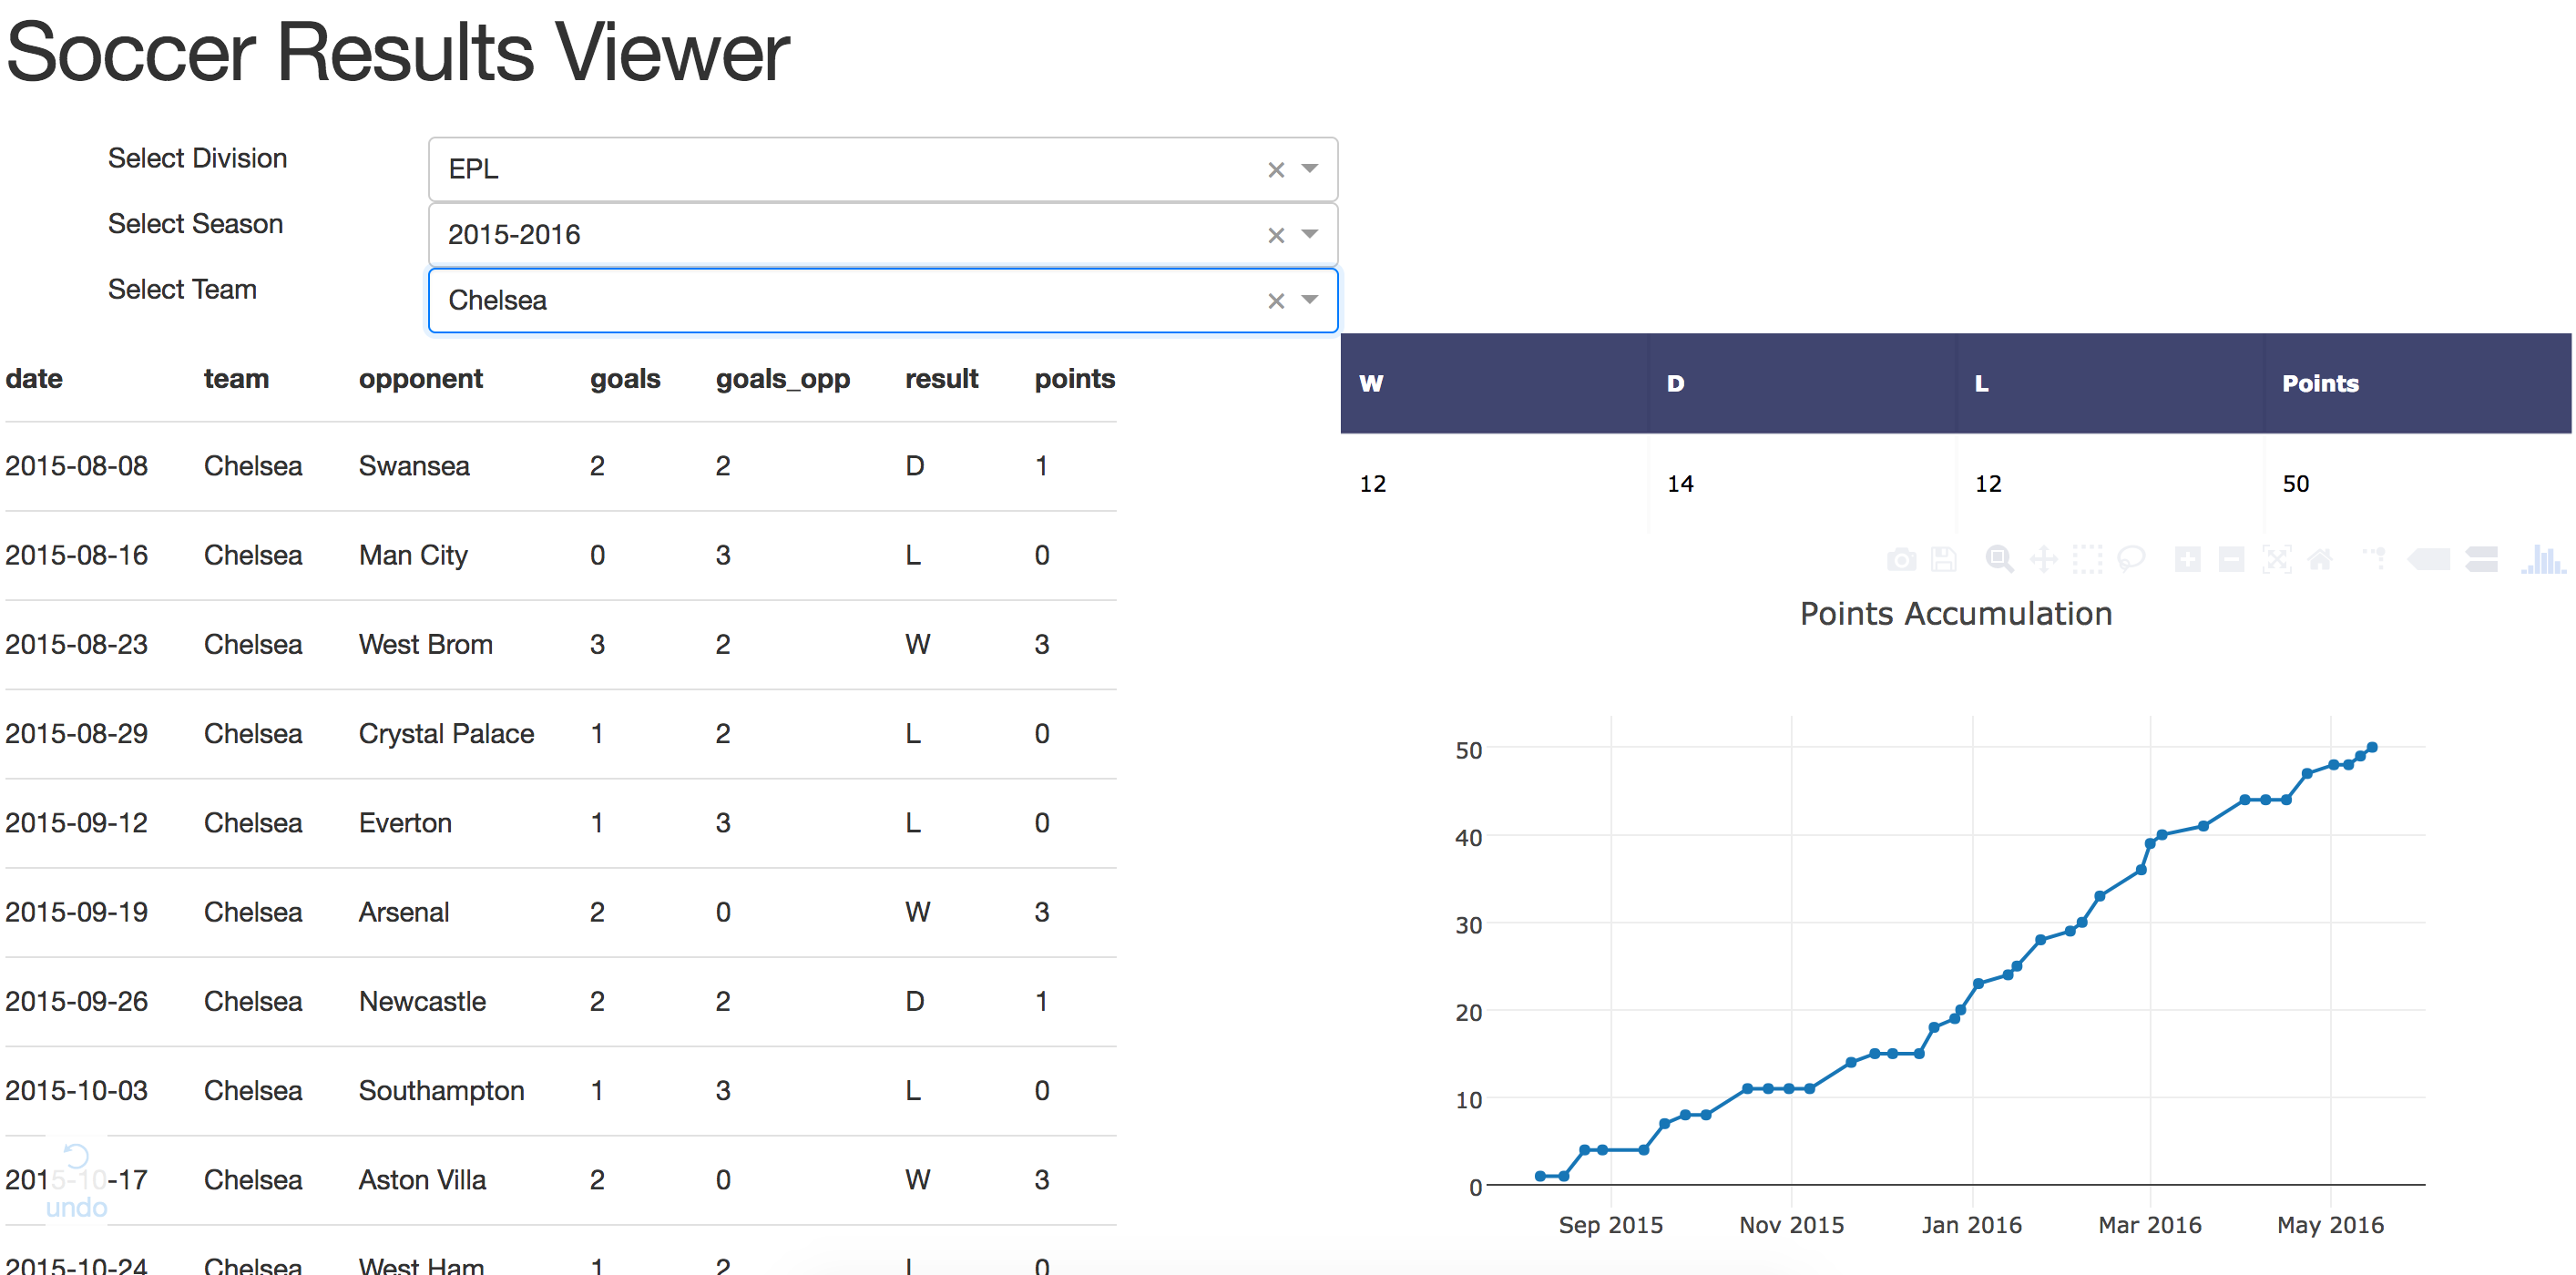 Soccer Results Viewer
Select Division EPL
Select Season 2015-2016
Select Team Chelsea
date team opponent goals goals_opp result points
2015-08-08 Chelsea Swansea 2 2 D 1
2015-08-16 Chelsea Man City 0 3 L 0
2015-08-23 Chelsea West Brom 3 2 W 3
2015-08-29 Chelsea Crystal Palace 1 2 L 0
2015-09-12 Chelsea Everton 1 3 L 0
2015-09-19 Chelsea Arsenal 2 0 W 3
2015-09-26 Chelsea Newcastle 2 2 D 1
2015-10-03 Chelsea Southampton 1 3 L 0
2015-10-17 Chelsea Aston Villa 2 0 W 3
undo
2015-10-24 Chelsea West Ham 1 2 L 0
W D L Points
12 14 12 50
Points Accumulation
50
40
30
20
10
0
Sep 2015 Nov 2015 Jan 2016 Mar 2016 May 2016